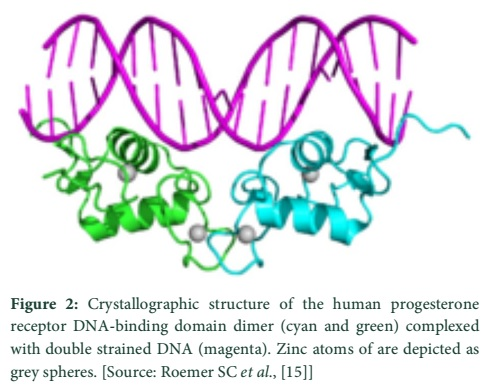 Figure 2: Crystallographic structure of the human progesterone
receptor DNA-binding domain dimer (cyan and green) complexed
with double strained DNA (magenta). Zinc atoms of are depicted as
grey spheres. [Source: Roemer SC et al., [15]]